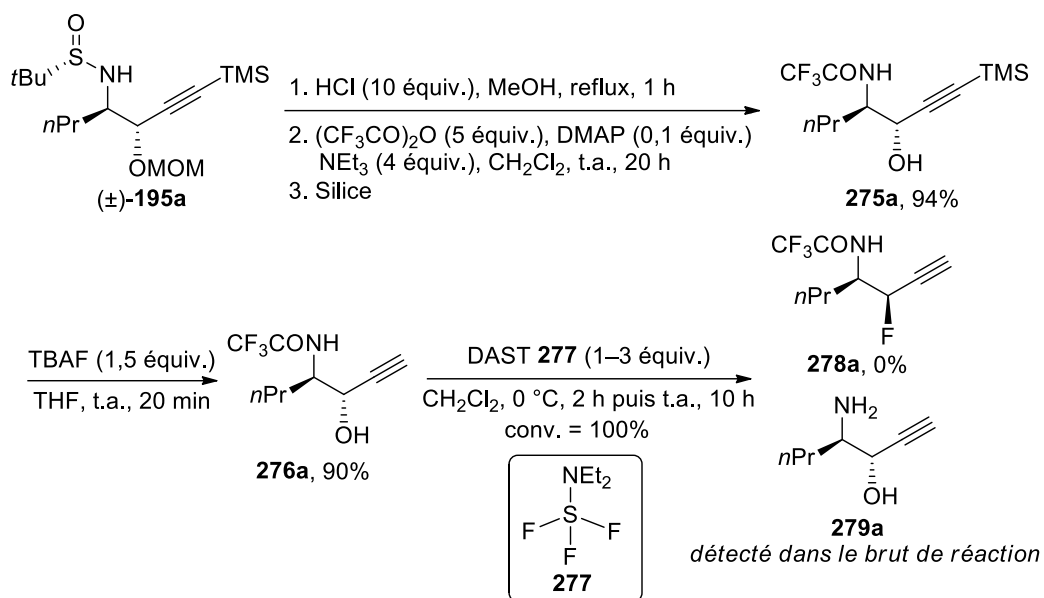 O
S
tBu
NH
TMS
nPr
OMOM
(±)-195a
1. HCl (10 équiv.), MeOH, reflux, 1 h
2. (CF3CO)2O (5 équiv.), DMAP (0,1 équiv.)
NEt3 (4 équiv.), CH2Cl2, t.a., 20 h
3. Silice
CF3CONH
TMS
nPr
OH
275a, 94%
TBAF (1,5 équiv.)
THF, t.a., 20 min
CF3CONH
nPr
OH
276a, 90%
DAST 277 (1–3 équiv.)
CH2Cl2, 0 °C, 2 h puis t.a., 10 h
conv. = 100%
NEt2
S
F
F
F
277
CF3CONH
nPr
F
278a, 0%
NH2
nPr
OH
279a
détecté dans le brut de réaction